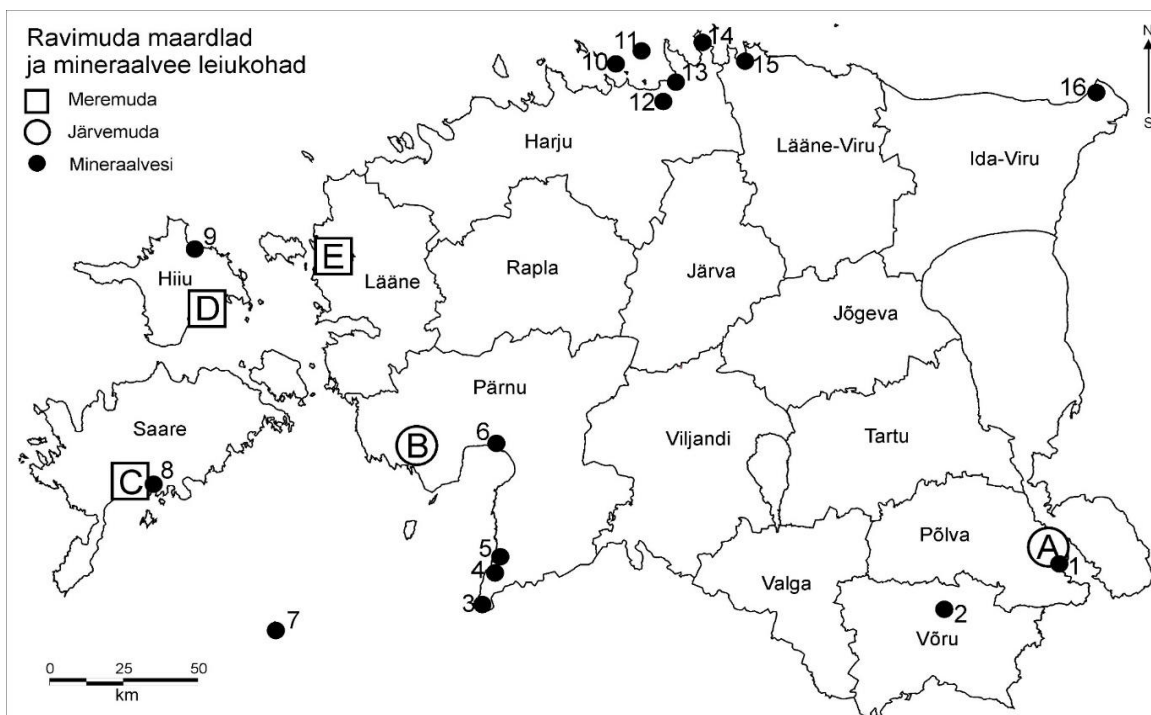 Ravimuda maardlad
ja mineraalvee leiukohad
Meremuda
Järvemuda
Mineraalvesi
N
S
14
11
10
13
15
12
16
Harju
Lääne-Viru
Ida-Viru
9
Hiiu
E
Lääne
Rapla
Järva
D
Jõgeva
Pärnu
Saare
B
6
Viljandi
Tartu
C
8
Põlva
A
1
5
4
Valga
3
2
7
Võru
0 25 50
km